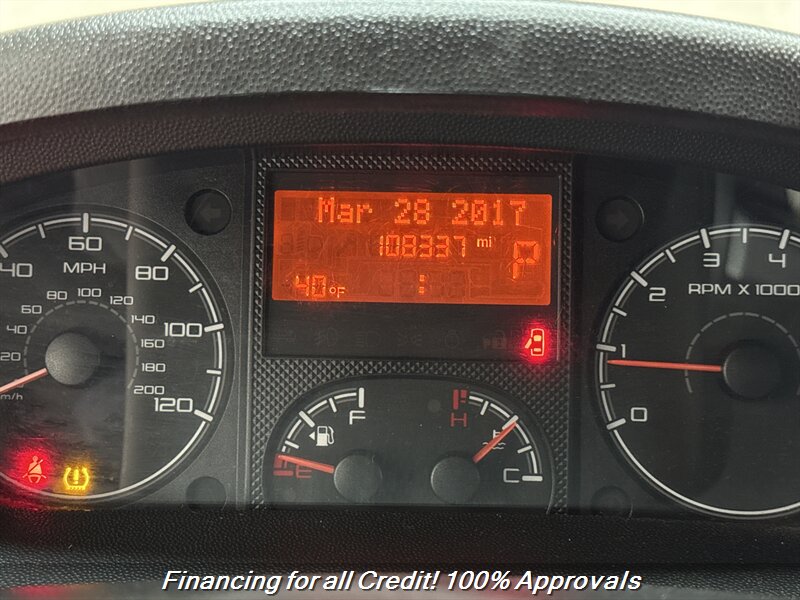 Mar 28 2017
108337 mi
P
40 °F
:
40 60 80 100 120
MPH
20 40 60 80 100 120 140 160 180 200
m/h
0 1 2 3 4
RPM X 1000
F
E
H
C
Financing for all Credit! 100% Approvals